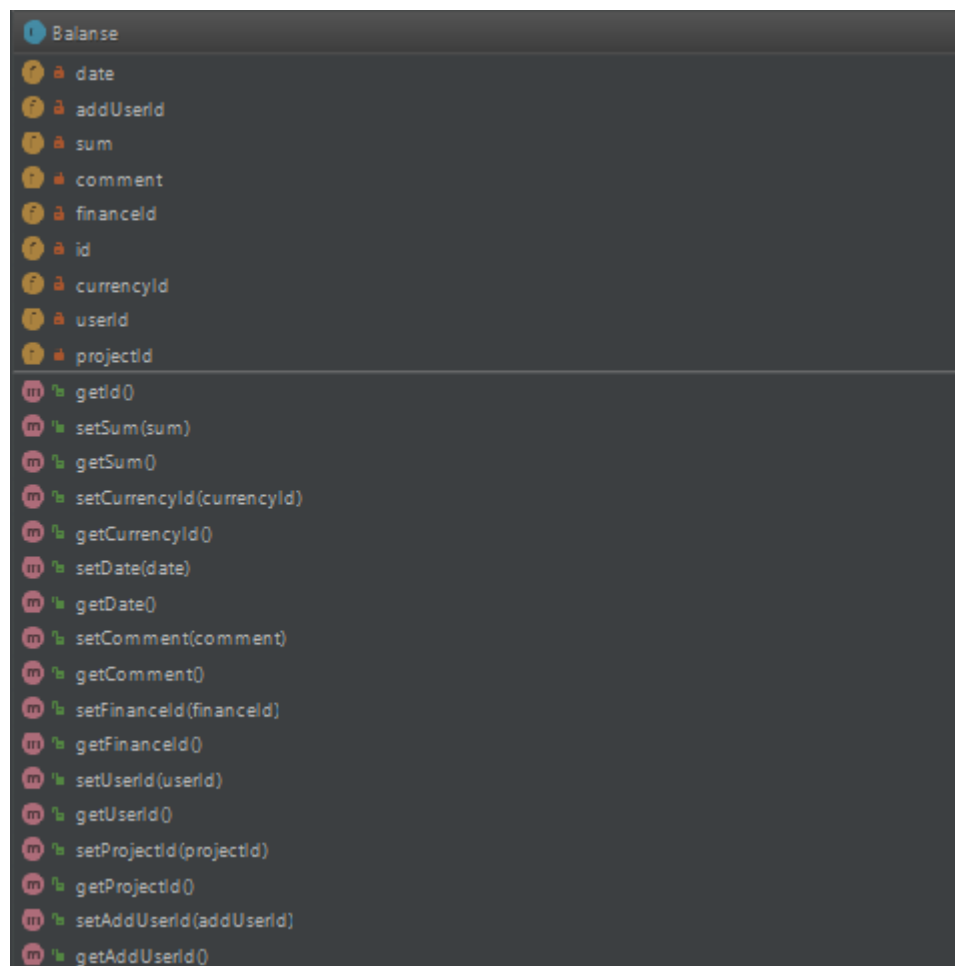 Balanse
date
addUserId
sum
comment
financeId
id
currencyId
userId
projectId
getId()
setSum(sum)
getSum()
setCurrencyId(currencyId)
getCurrencyId()
setDate(date)
getDate()
setComment(comment)
getComment()
setFinanceId(financeId)
getFinanceId()
setUserId(userId)
getUserId()
setProjectId(projectId)
getProjectId()
setAddUserId(addUserId)
getAddUserId()